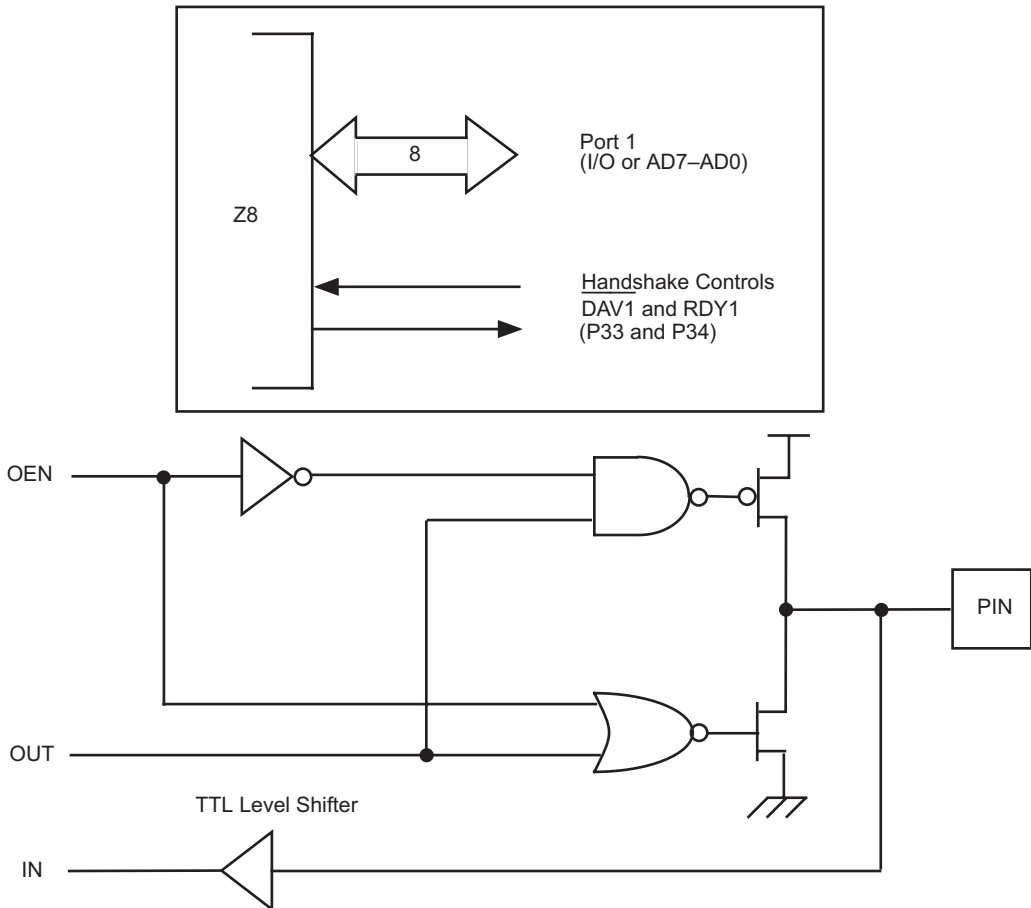 Port 1
(I/O or AD7–AD0)
8
Z8
Handshake Controls
DAV1 and RDY1
(P33 and P34)
OEN
PIN
OUT
TTL Level Shifter
IN